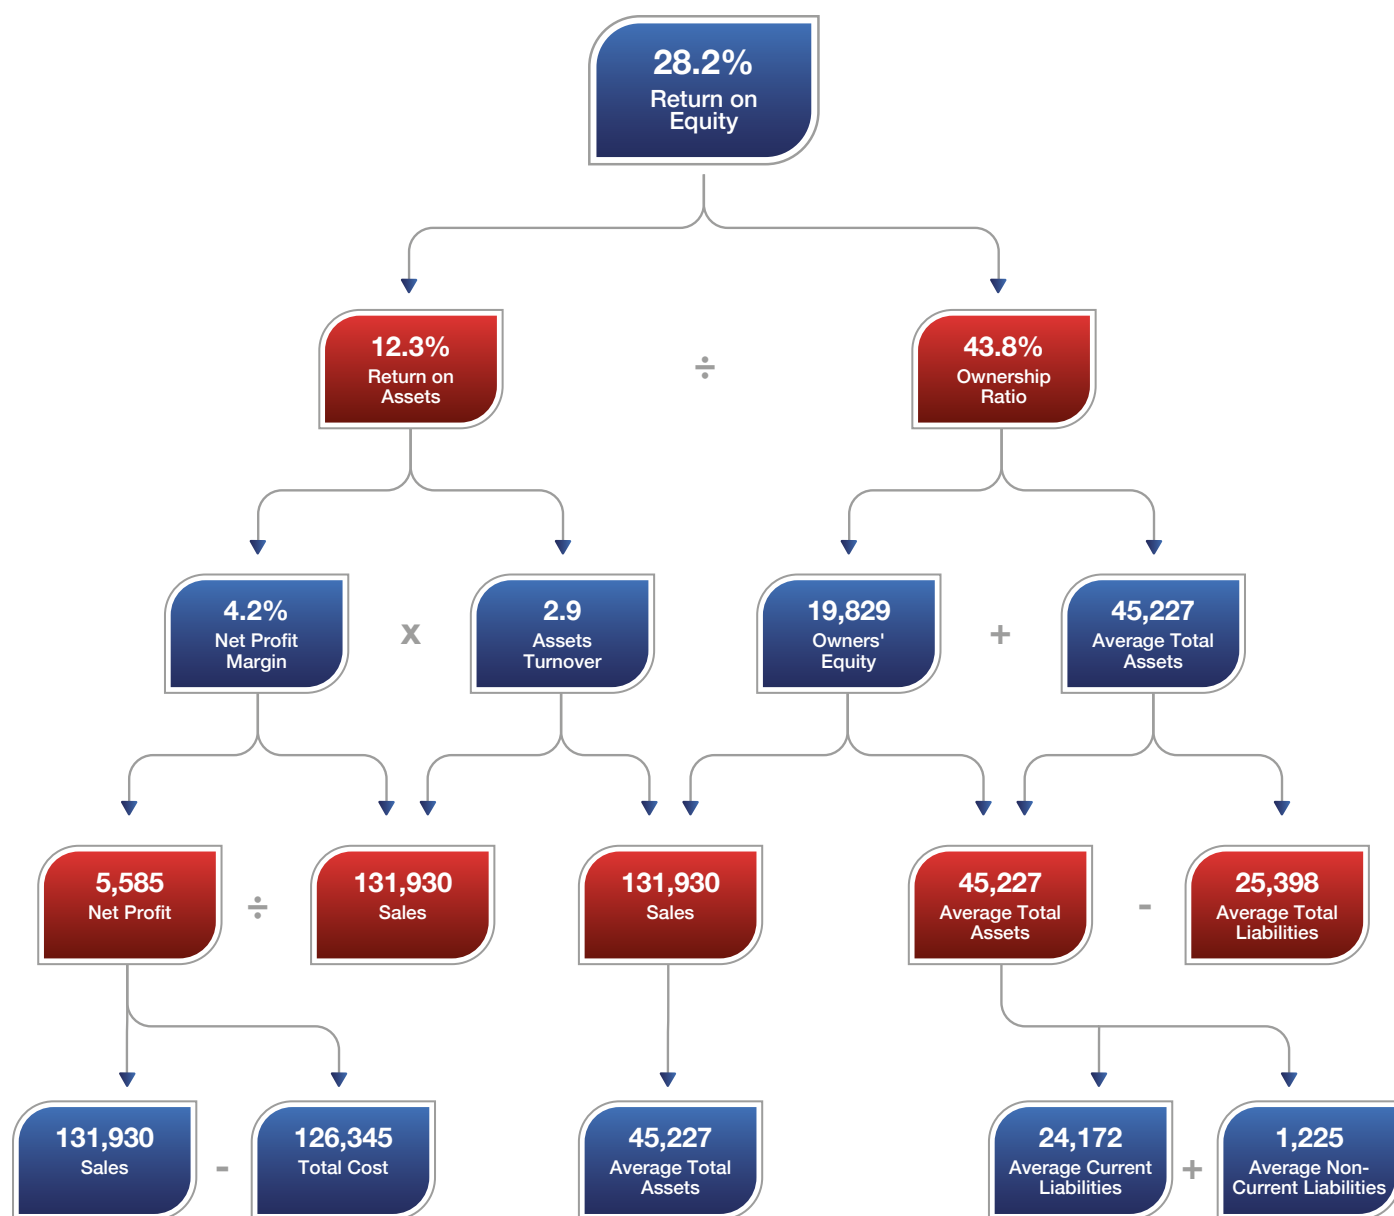 28.2%
Return on
Equity
12.3%
Return on
Assets
÷
43.8%
Ownership
Ratio
4.2%
Net Profit
Margin
x
2.9
Assets
Turnover
19,829
Owners'
Equity
+
45,227
Average Total
Assets
5,585
Net Profit
÷
131,930
Sales
131,930
Sales
45,227
Average Total
Assets
-
25,398
Average Total
Liabilities
131,930
Sales
-
126,345
Total Cost
45,227
Average Total
Assets
24,172
Average Current
Liabilities
+
1,225
Average Non-
Current Liabilities